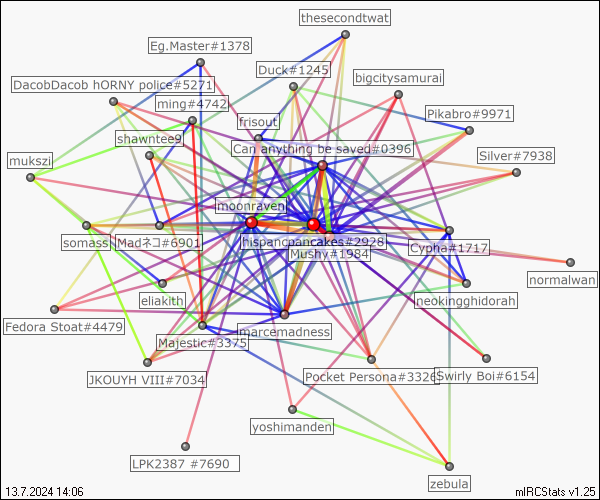 thesecondtwat
Eg.Master#1378
Duck#1245
bigcitysamurai
DacobDacob hORNY police#5271
ming#4742
Pikabro#9971
frisout
shawntee9
Can anything be saved#0396
mukszi
Silver#7938
moonraven
somass
Madネコ#6901
hispanicpancakes#2928
Mushy#1984
Cypha#1717
normalwan
eliakith
neokingghidorah
Fedora Stoat#4479
marcemadness
Majestic#3375
JKOUYH VIII#7034
Pocket Persona#3326
Swirly Boi#6154
yoshimanden
LPK2387 #7690
zebula
13.7.2024 14:06
mIRCStats v1.25